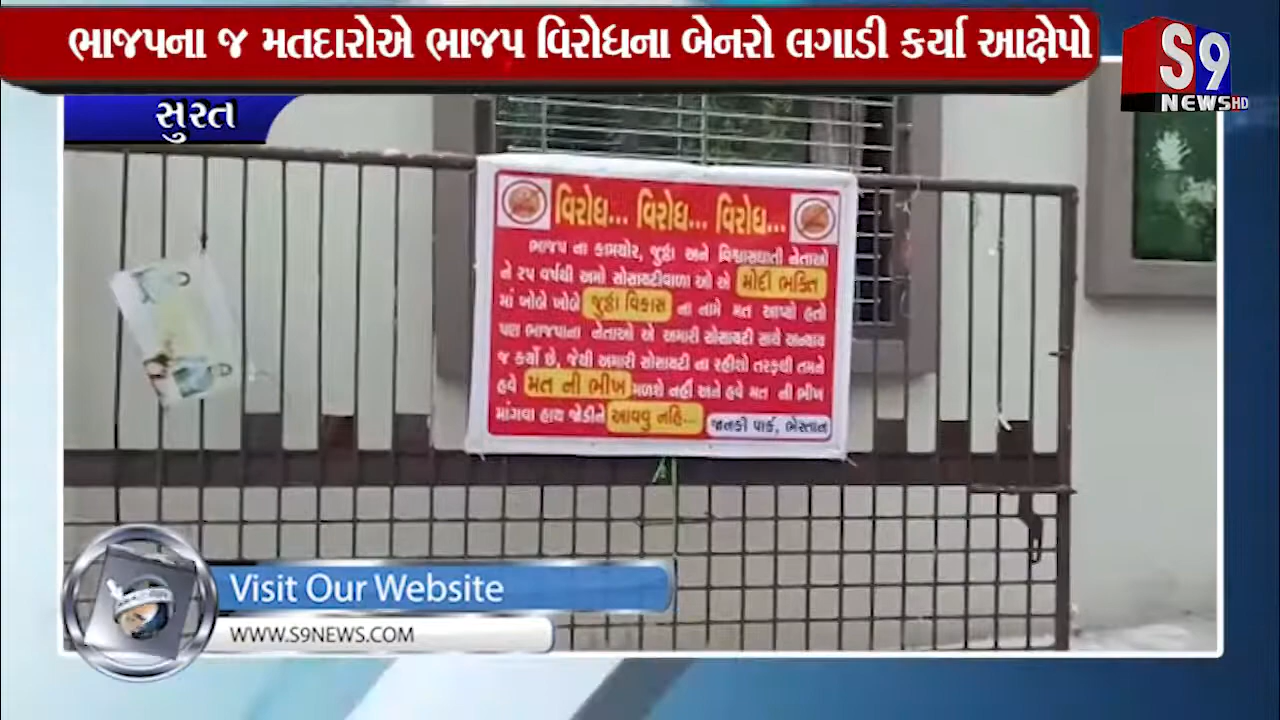 ભાજપના જ મતદારોએ ભાજપ વિરોધના બેનરો લગાડી કર્યા આક્ષેપો
S9
NEWS HD
સુરત
વિરોધ... વિરોધ... વિરોધ...
ભાજપ ના કામચોર, જુઠ્ઠા અને વિશ્વાસઘાતી નેતાઓ
ને ૨૫ વર્ષથી અમો સોસાયટીવાળા ઓ એ મોદી ભક્તિ
માં ખોબે ખોબે જુઠ્ઠા વિકાસ ના નામે મત આપ્યો હતો
પણ ભાજપાના નેતાઓ એ અમારી સોસાયટી સાથે અન્યાય
જ કર્યો છે, જેથી અમારી સોસાયટી ના રહીશો તરફથી તમને
હવે મત ની ભીખ મળશે નહીં અને હવે મત ની ભીખ
માંગવા હાથ જોડીને આવવુ નહિ...
જાનકી પાર્ક, ભેસ્તાન
Visit Our Website
WWW.S9NEWS.COM